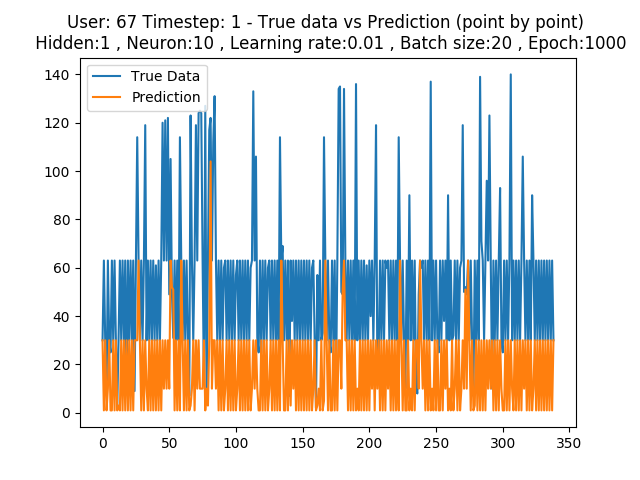 User: 67 Timestep: 1 - True data vs Prediction (point by point)
Hidden:1 , Neuron:10 , Learning rate:0.01 , Batch size:20 , Epoch:1000
True Data
Prediction
140
120
100
80
60
40
20
0
0 50 100 150 200 250 300 350